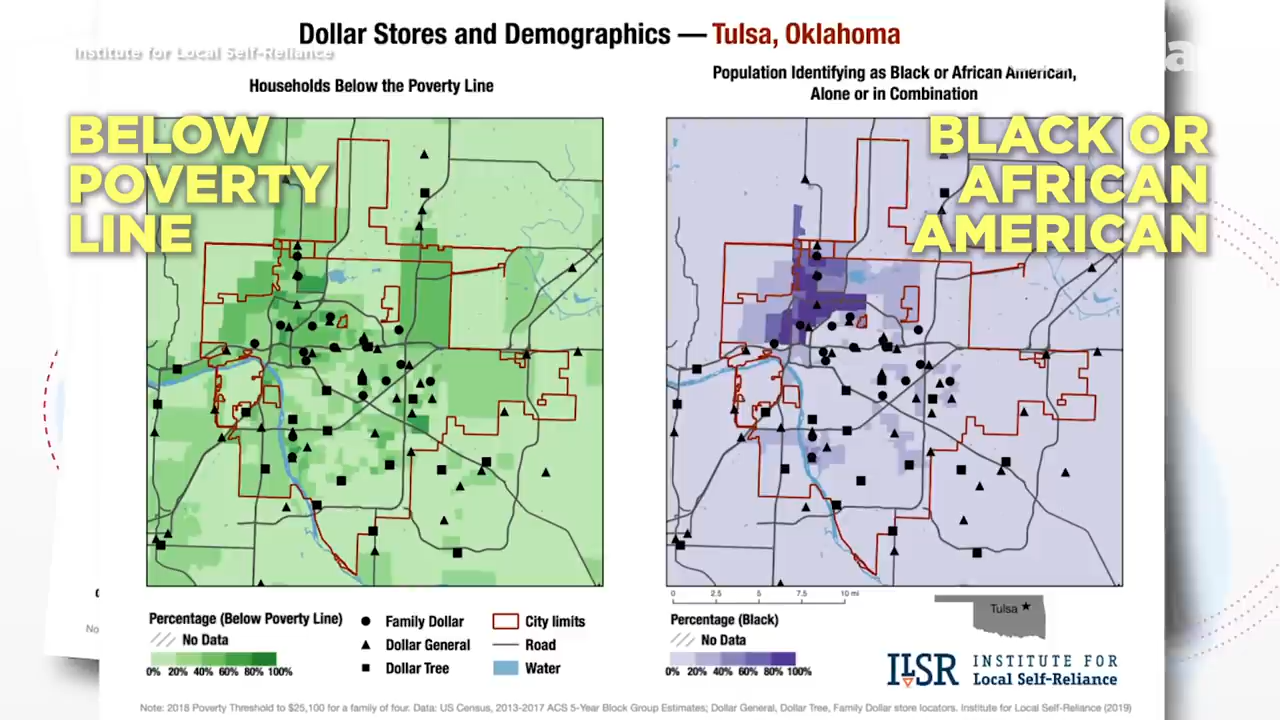 Dollar Stores and Demographics — Tulsa, Oklahoma
Institute for Local Self-Reliance
Households Below the Poverty Line
Population Identifying as Black or African American,
Alone or in Combination
BELOW
POVERTY
LINE
BLACK OR
AFRICAN
AMERICAN
Percentage (Below Poverty Line)
No Data
0% 20% 40% 60% 80% 100%
Family Dollar
Dollar General
Dollar Tree
City limits
Road
Water
0 2.5 5 7.5 10 mi
Percentage (Black)
No Data
0% 20% 40% 60% 80% 100%
Tulsa
ILSR INSTITUTE FOR
Local Self-Reliance
Note: 2018 Poverty Threshold to $25,100 for a family of four. Data: US Census, 2013-2017 ACS 5-Year Block Group Estimates; Dollar General, Dollar Tree, Family Dollar store locators. Institute for Local Self-Reliance (2019)